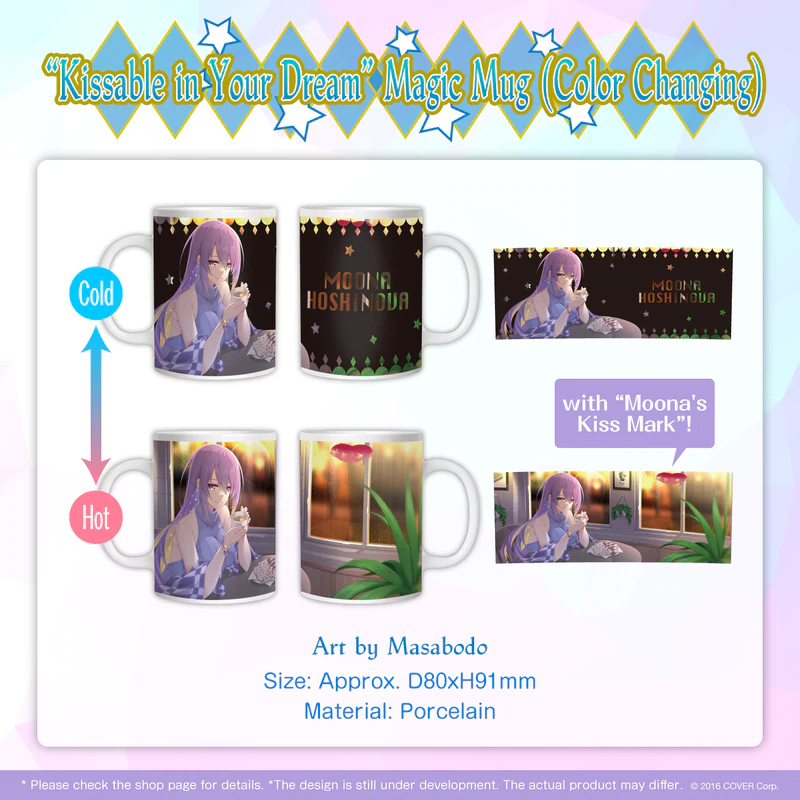 “Kissable in Your Dream” Magic Mug (Color Changing)
Cold
MOONA
HOSHINOVA
MOONA
HOSHINOVA
with “Moona's
Kiss Mark”!
Hot
Art by Masabodo
Size: Approx. D80xH91mm
Material: Porcelain
* Please check the shop page for details. *The design is still under development. The actual product may differ. © 2016 COVER Corp.